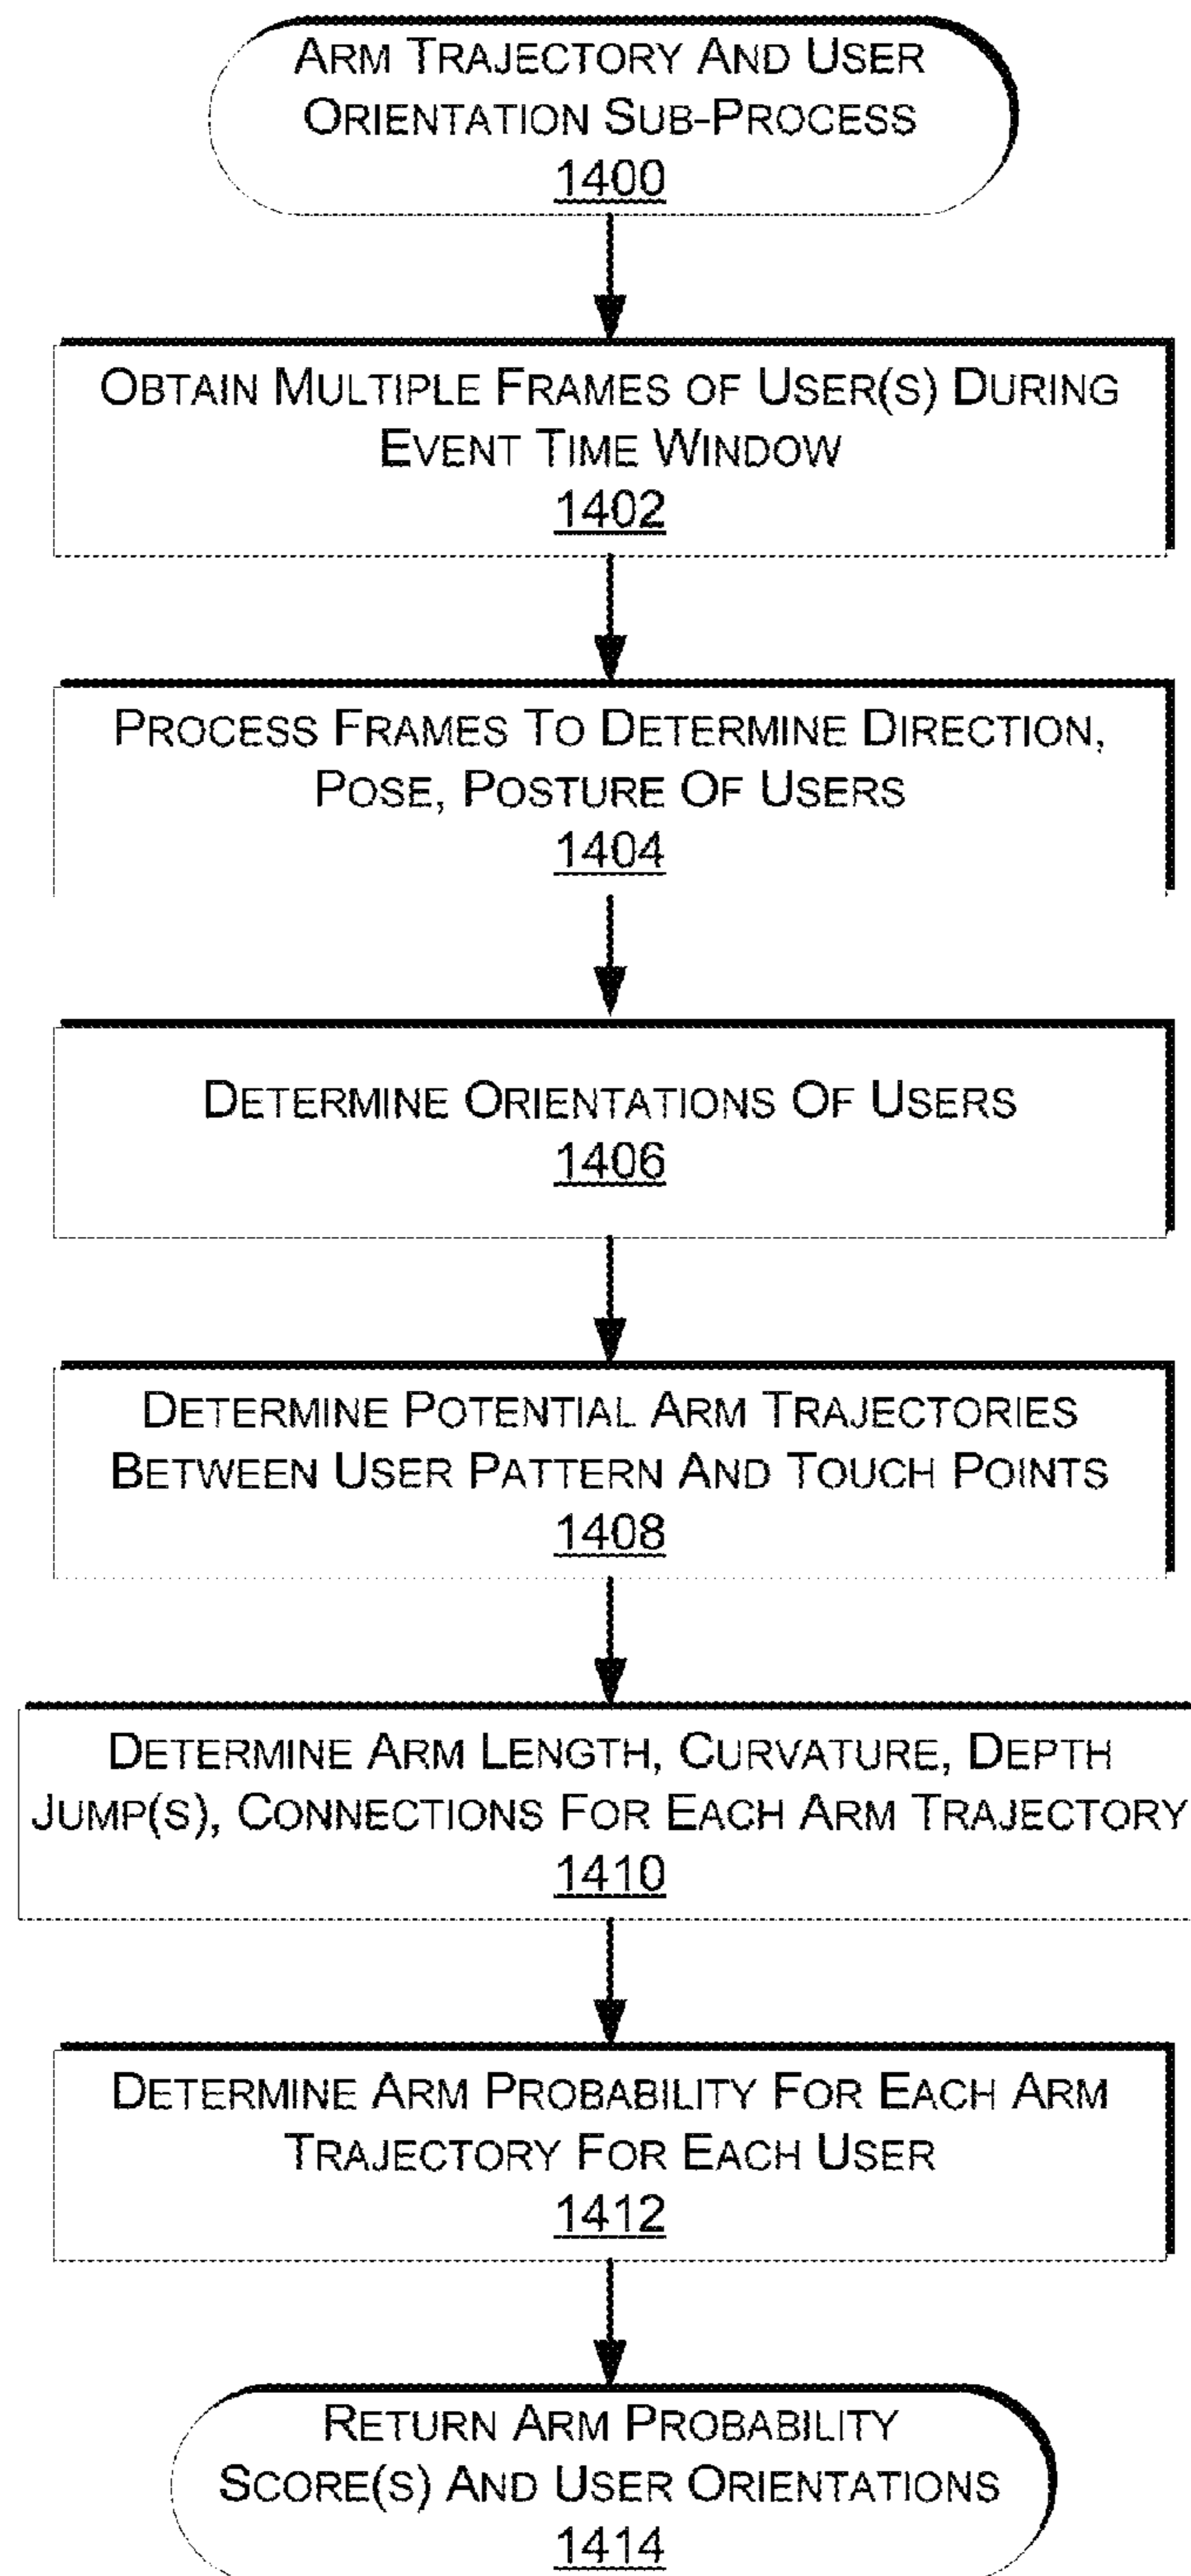 ARM TRAJECTORY AND USER
ORIENTATION SUB-PROCESS
1400
OBTAIN MULTIPLE FRAMES OF USER(S) DURING
EVENT TIME WINDOW
1402
PROCESS FRAMES TO DETERMINE DIRECTION,
POSE, POSTURE OF USERS
1404
DETERMINE ORIENTATIONS OF USERS
1406
DETERMINE POTENTIAL ARM TRAJECTORIES
BETWEEN USER PATTERN AND TOUCH POINTS
1408
DETERMINE ARM LENGTH, CURVATURE, DEPTH
JUMP(S), CONNECTIONS FOR EACH ARM TRAJECTORY
1410
DETERMINE ARM PROBABILITY FOR EACH ARM
TRAJECTORY FOR EACH USER
1412
RETURN ARM PROBABILITY
SCORE(S) AND USER ORIENTATIONS
1414